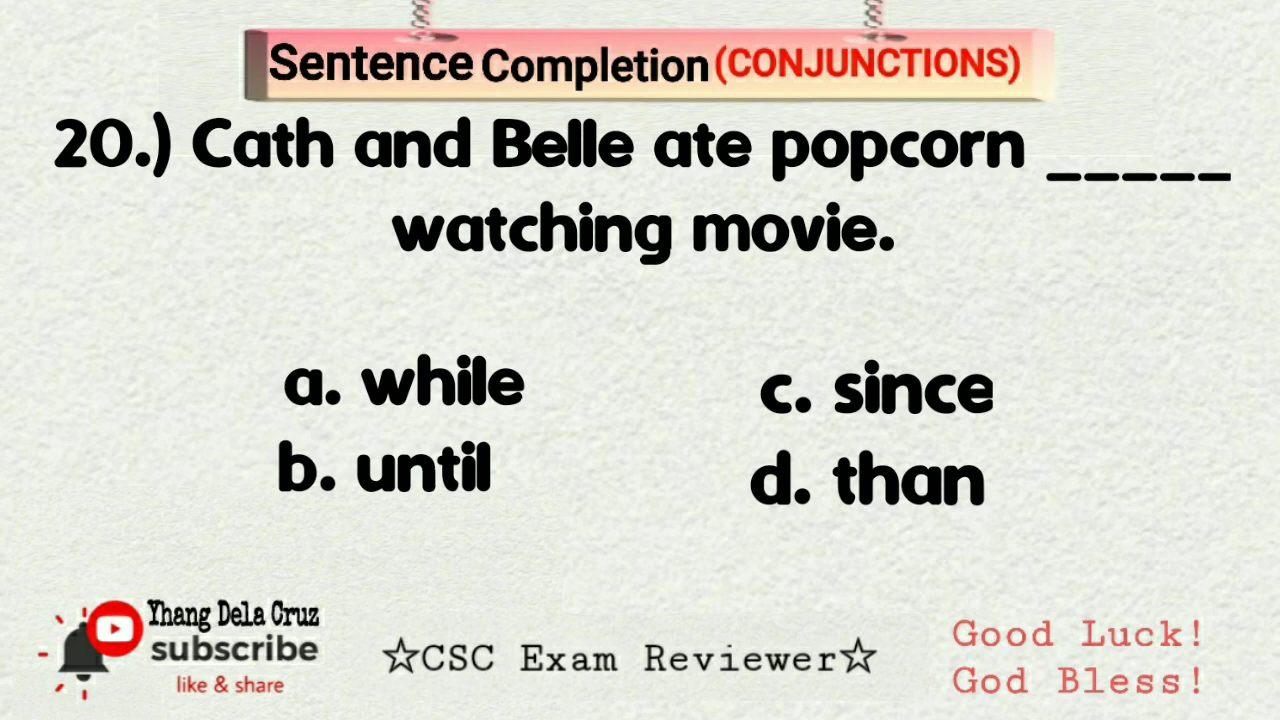 Sentence Completion (CONJUNCTIONS)
20.) Cath and Belle ate popcorn _____
watching movie.
a. while
c. since
b. until
d. than
Yhang Dela Cruz
subscribe
like & share
☆CSC Exam Reviewer☆
Good Luck!
God Bless!